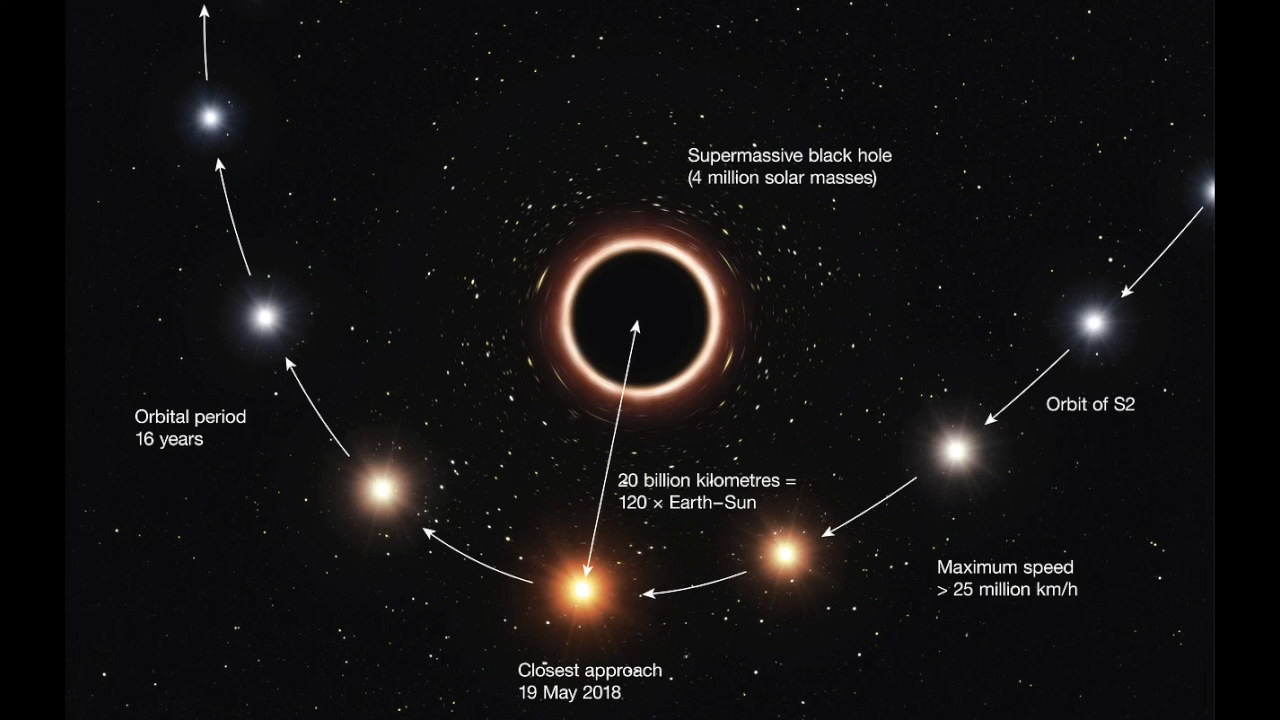 Supermassive black hole
(4 million solar masses)
Orbit of S2
Orbital period
16 years
20 billion kilometres =
120 × Earth–Sun
Maximum speed
> 25 million km/h
Closest approach
19 May 2018